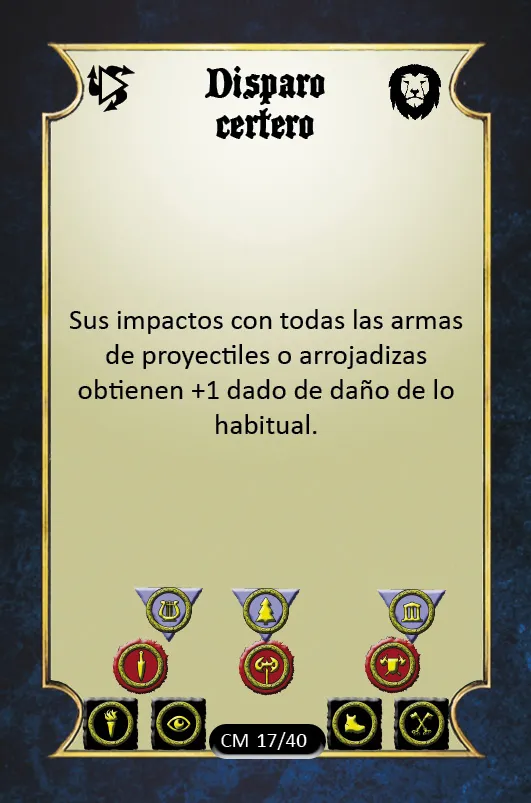 Disparo
certero
Sus impactos con todas las armas
de proyectiles o arrojadizas
obtienen +1 dado de daño de lo
habitual.
CM 17/40